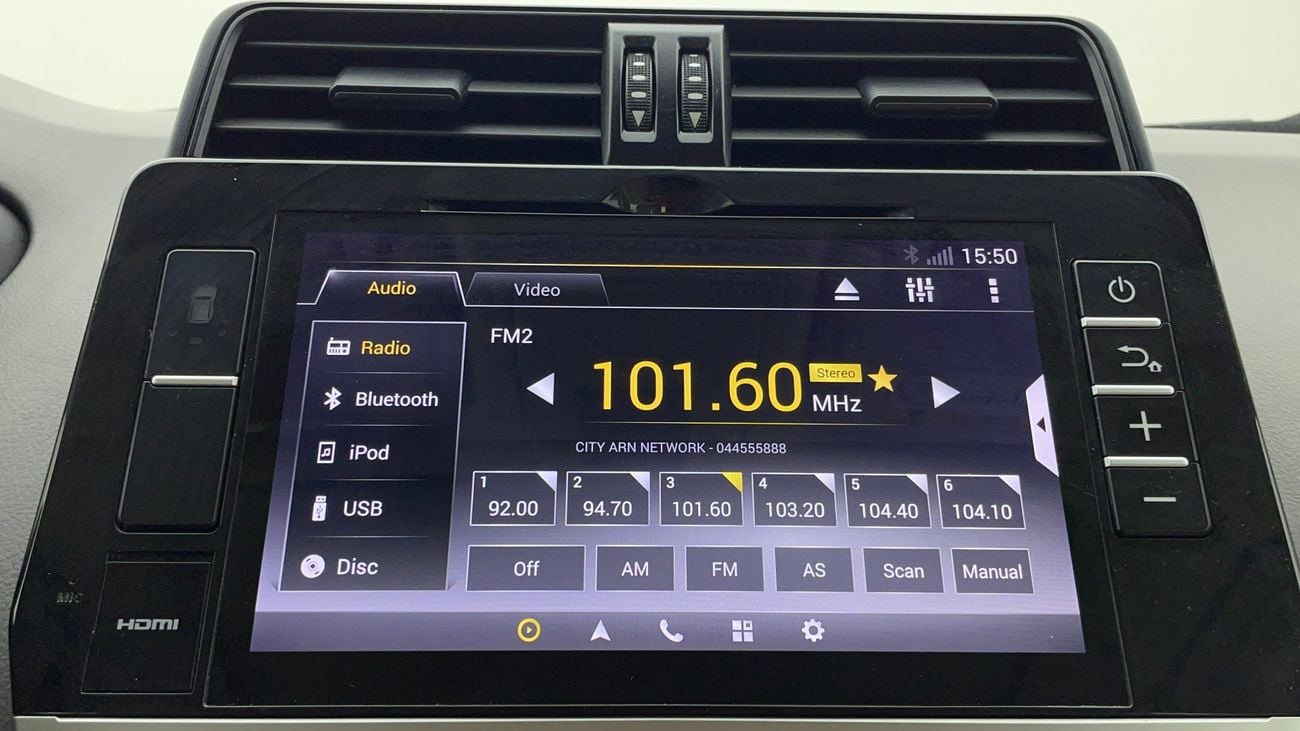 15:50
Audio Video
FM2
Radio
101.60 Stereo MHz
Bluetooth
CITY ARN NETWORK - 044555888
iPod
1 2 3 4 5 6
92.00 94.70 101.60 103.20 104.40 104.10
USB
Disc
Off AM FM AS Scan Manual
MIC
HDMI